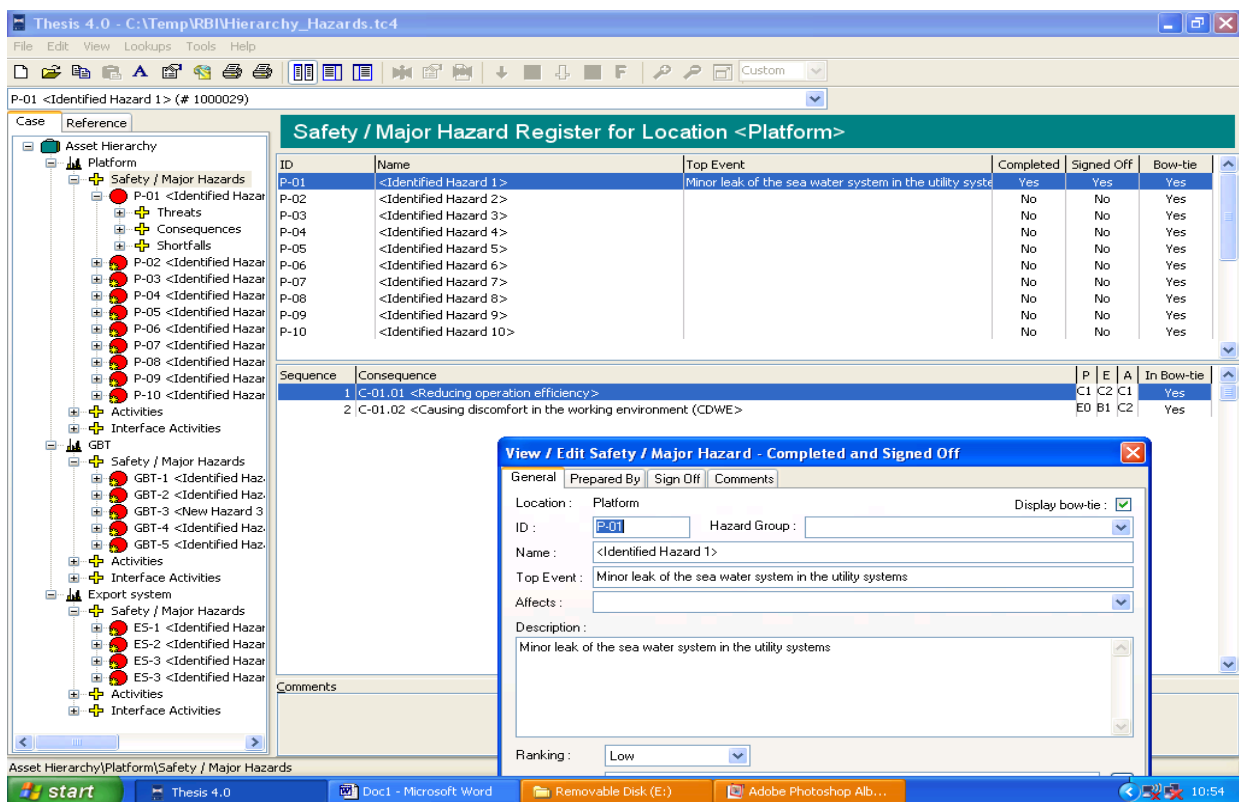 Thesis 4.0 - C:\Temp\RBI\Hierarchy_Hazards.tc4
File Edit View Lookups Tools Help
Custom
P-01 <Identified Hazard 1> (# 1000029)
Case Reference
Asset Hierarchy
Platform
Safety / Major Hazards
P-01 <Identified Hazar
Threats
Consequences
Shortfalls
P-02 <Identified Hazar
P-03 <Identified Hazar
P-04 <Identified Hazar
P-05 <Identified Hazar
P-06 <Identified Hazar
P-07 <Identified Hazar
P-08 <Identified Hazar
P-09 <Identified Hazar
P-10 <Identified Hazar
Activities
Interface Activities
GBT
Safety / Major Hazards
GBT-1 <Identified Haz
GBT-2 <Identified Haz
GBT-3 <New Hazard 3
GBT-4 <Identified Haz
GBT-5 <Identified Haz
Activities
Interface Activities
Export system
Safety / Major Hazards
ES-1 <Identified Hazar
ES-2 <Identified Hazar
ES-3 <Identified Hazar
ES-3 <Identified Hazar
Activities
Interface Activities
Safety / Major Hazard Register for Location <Platform>
ID Name Top Event Completed Signed Off Bow-tie
P-01 <Identified Hazard 1> Minor leak of the sea water system in the utility syste Yes Yes Yes
P-02 <Identified Hazard 2> No No Yes
P-03 <Identified Hazard 3> No No Yes
P-04 <Identified Hazard 4> No No Yes
P-05 <Identified Hazard 5> No No Yes
P-06 <Identified Hazard 6> No No Yes
P-07 <Identified Hazard 7> No No Yes
P-08 <Identified Hazard 8> No No Yes
P-09 <Identified Hazard 9> No No Yes
P-10 <Identified Hazard 10> No No Yes
Sequence Consequence P E A In Bow-tie
1 C-01.01 <Reducing operation efficiency> C1 C2 C1 Yes
2 C-01.02 <Causing discomfort in the working environment (CDWE> E0 B1 C2 Yes
Comments
View / Edit Safety / Major Hazard - Completed and Signed Off
General Prepared By Sign Off Comments
Location : Platform Display bow-tie :
ID : P-01 Hazard Group :
Name : <Identified Hazard 1>
Top Event : Minor leak of the sea water system in the utility systems
Affects :
Description :
Minor leak of the sea water system in the utility systems
Ranking : Low
Asset Hierarchy\Platform\Safety / Major Hazards
start Thesis 4.0 Doc1 - Microsoft Word Removable Disk (E:) Adobe Photoshop Alb... 10:54